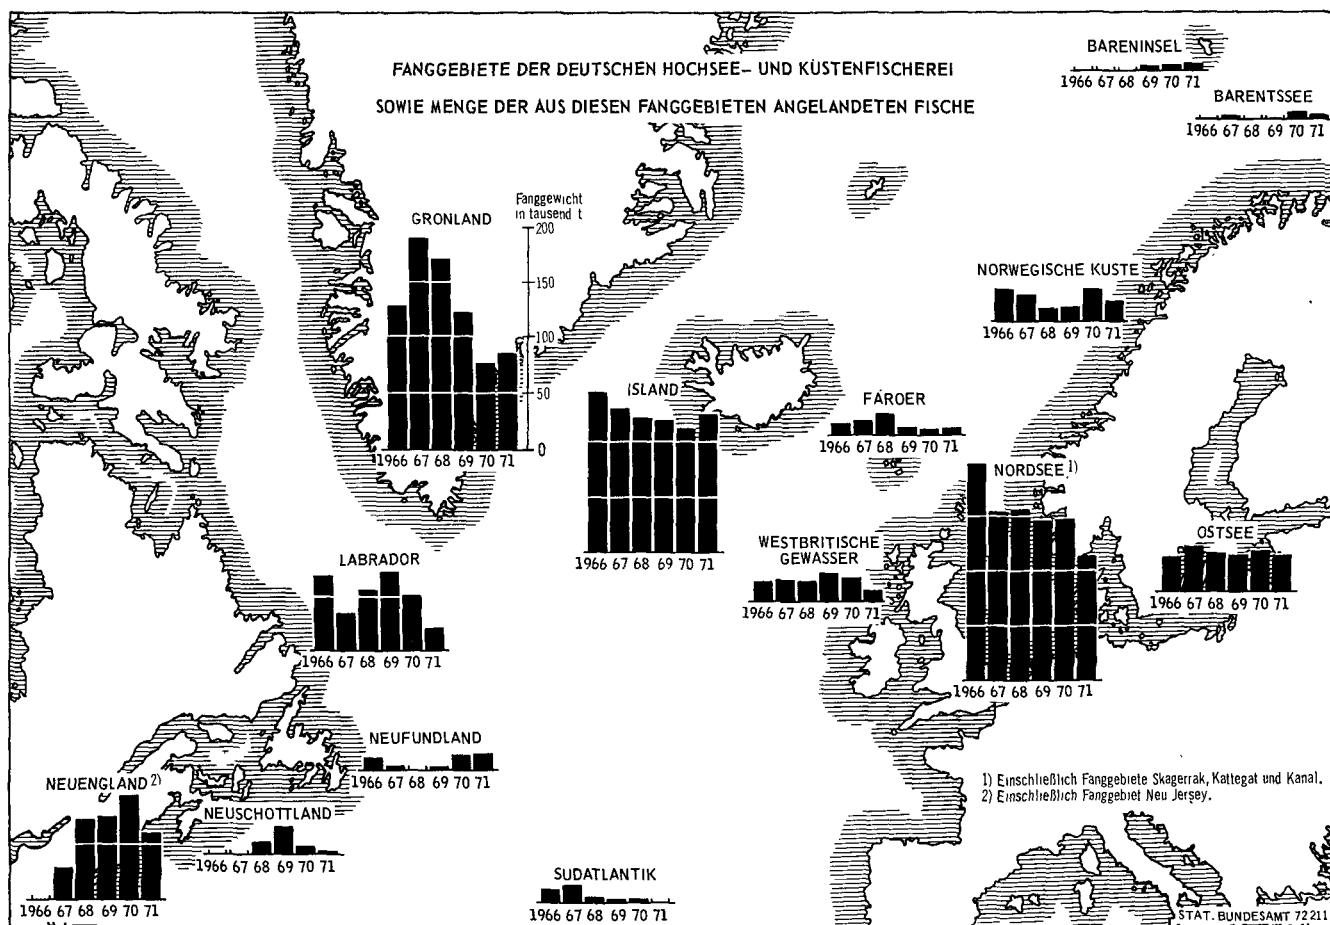 FANGGEBIETE DER DEUTSCHEN HOCHSEE- UND KUSTENFISCHEREI
SOWIE MENGE DER AUS DIESEN FANGGEBIETEN ANGELANDETEN FISCHE
BARENINSEL
1966 67 68 69 70 71
BARENTSSEE
1966 67 68 69 70 71
GRONLAND
Fanggewicht
in tausend t
200
150
100
50
0
1966 67 68 69 70 71
NORWEGISCHE KUSTE
1966 67 68 69 70 71
ISLAND
1966 67 68 69 70 71
FÄROER
1966 67 68 69 70 71
NORDSEE 1)
1966 67 68 69 70 71
OSTSEE
1966 67 68 69 70 71
WESTBRITISCHE
GEWASSER
1966 67 68 69 70 71
LABRADOR
1966 67 68 69 70 71
NEUFUNDLAND
1966 67 68 69 70 71
NEUENGLAND 2)
1966 67 68 69 70 71
NEUSCHOTTLAND
1966 67 68 69 70 71
SUDATLANTIK
1966 67 68 69 70 71
1) Einschließlich Fanggebiete Skagerrak, Kattegat und Kanal.
2) Einschließlich Fanggebiet Neu Jersey.
STAT. BUNDESAMT 72211